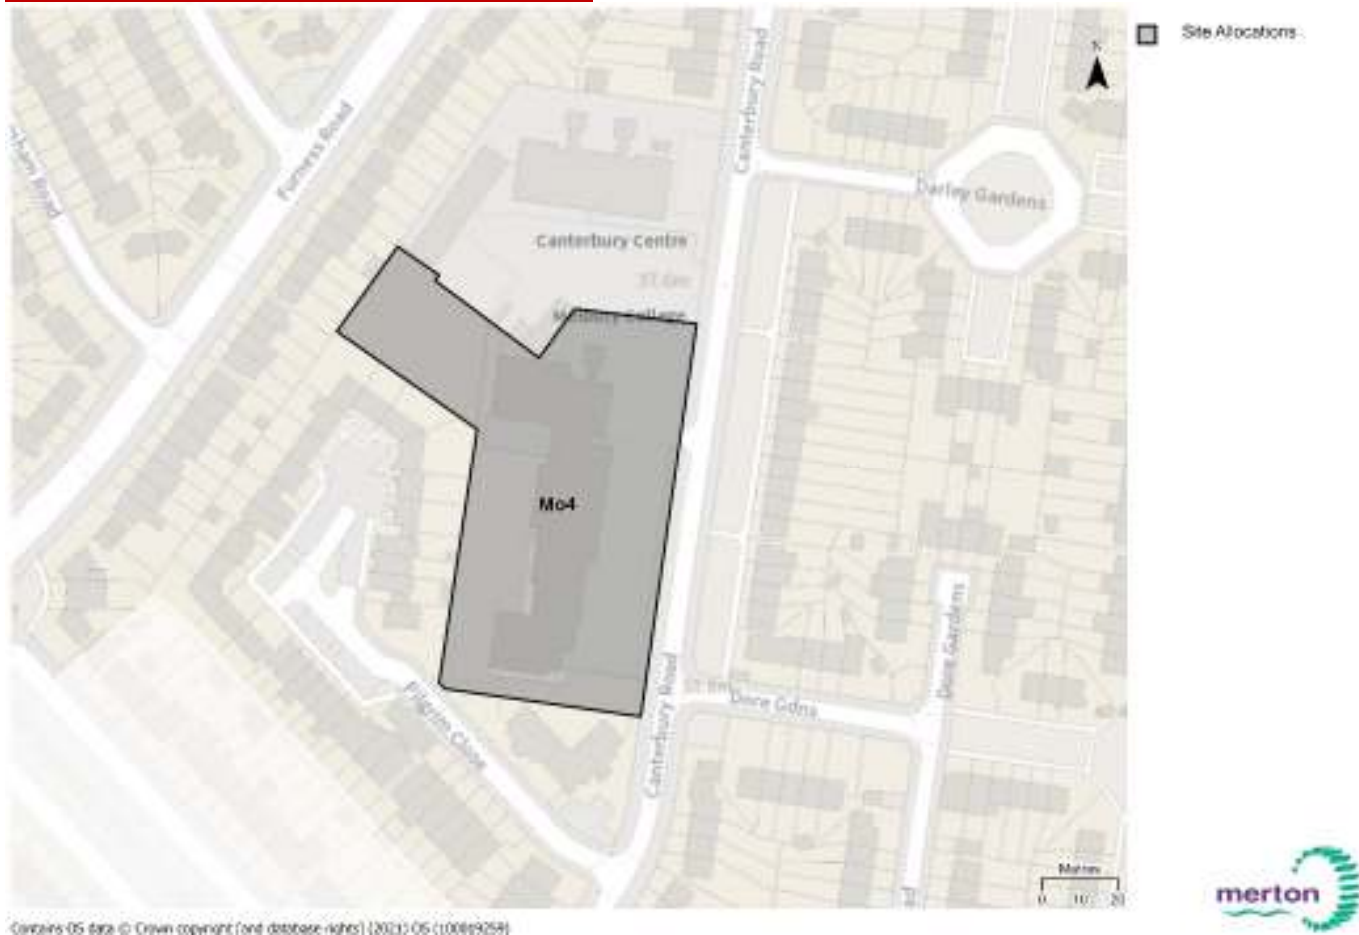 Site Allocations
N
Canterbury Road
Furness Road
Darley Gardens
Canterbury Centre
Mo4
Canterbury Road
Dore Gdns
Dore Gardens
Pilgrim Close
Metres
0 10 20
merton
Contains OS data © Crown copyright [and database rights] (2021) OS (100019259)